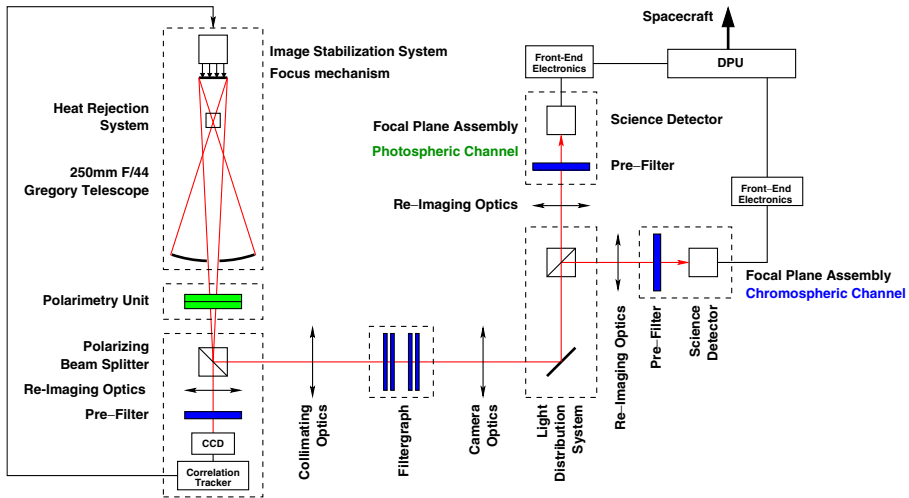 Image Stabilization System
Focus mechanism
Heat Rejection
System
250mm F/44
Gregory Telescope
Polarimetry Unit
Polarizing
Beam Splitter
Re-Imaging Optics
Pre−Filter
CCD
Correlation
Tracker
Collimating
Optics
Filtergraph
Camera
Optics
Light
Distribution
System
Spacecraft
DPU
Front-End
Electronics
Focal Plane Assembly
Photospheric Channel
Science Detector
Pre−Filter
Re−Imaging Optics
Front−End
Electronics
Focal Plane Assembly
Chromospheric Channel
Re−Imaging Optics
Pre−Filter
Science
Detector